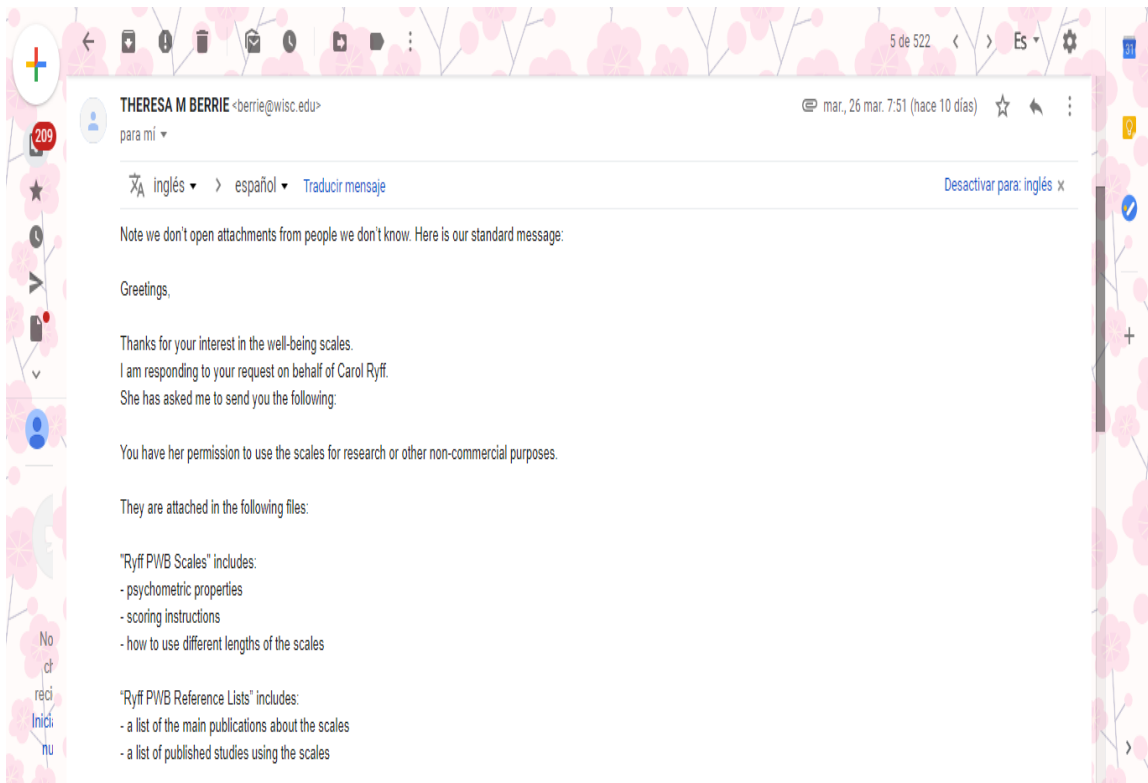 5 de 522
Es
31
209
THERESA M BERRIE <berrie@wisc.edu>
mar., 26 mar. 7:51 (hace 10 días)
para mí
inglés > español Traducir mensaje
Desactivar para: inglés x
Note we don't open attachments from people we don't know. Here is our standard message:
Greetings,
Thanks for your interest in the well-being scales.
I am responding to your request on behalf of Carol Ryff.
She has asked me to send you the following:
You have her permission to use the scales for research or other non-commercial purposes.
They are attached in the following files:
"Ryff PWB Scales" includes:
- psychometric properties
- scoring instructions
- how to use different lengths of the scales
"Ryff PWB Reference Lists" includes:
- a list of the main publications about the scales
- a list of published studies using the scales
No
ch
reci
Inicia
nu